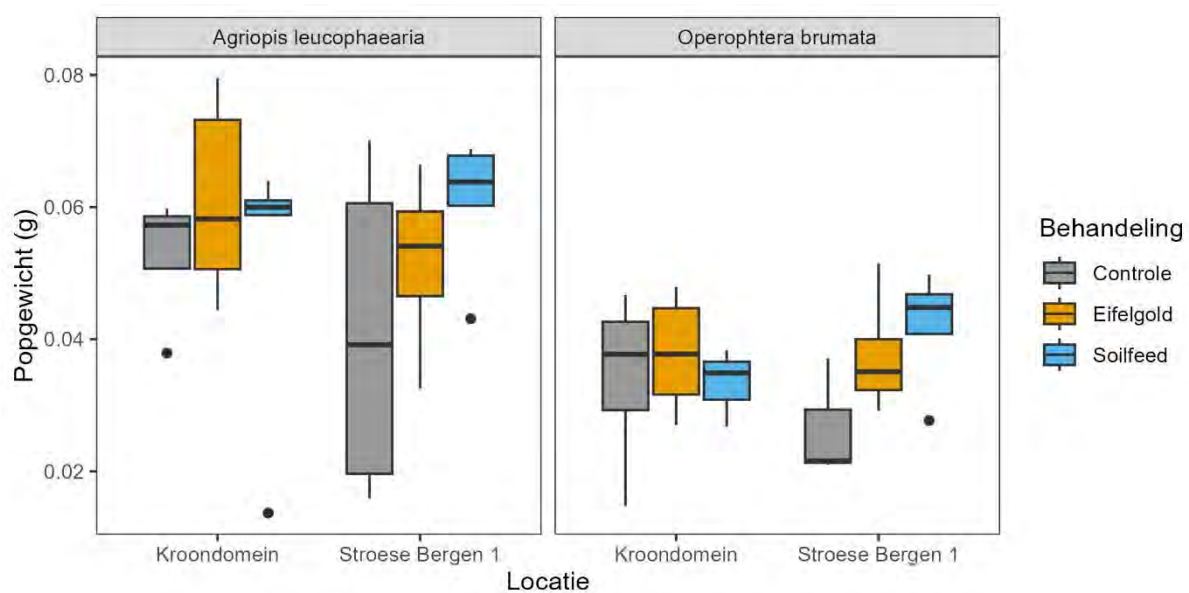 Agriopis leucophaearia
Operophtera brumata
0.08
0.06
0.04
0.02
Popgewicht (g)
Kroondomein
Stroese Bergen 1
Kroondomein
Stroese Bergen 1
Locatie
Behandeling
Controle
Eifelgold
Soilfeed